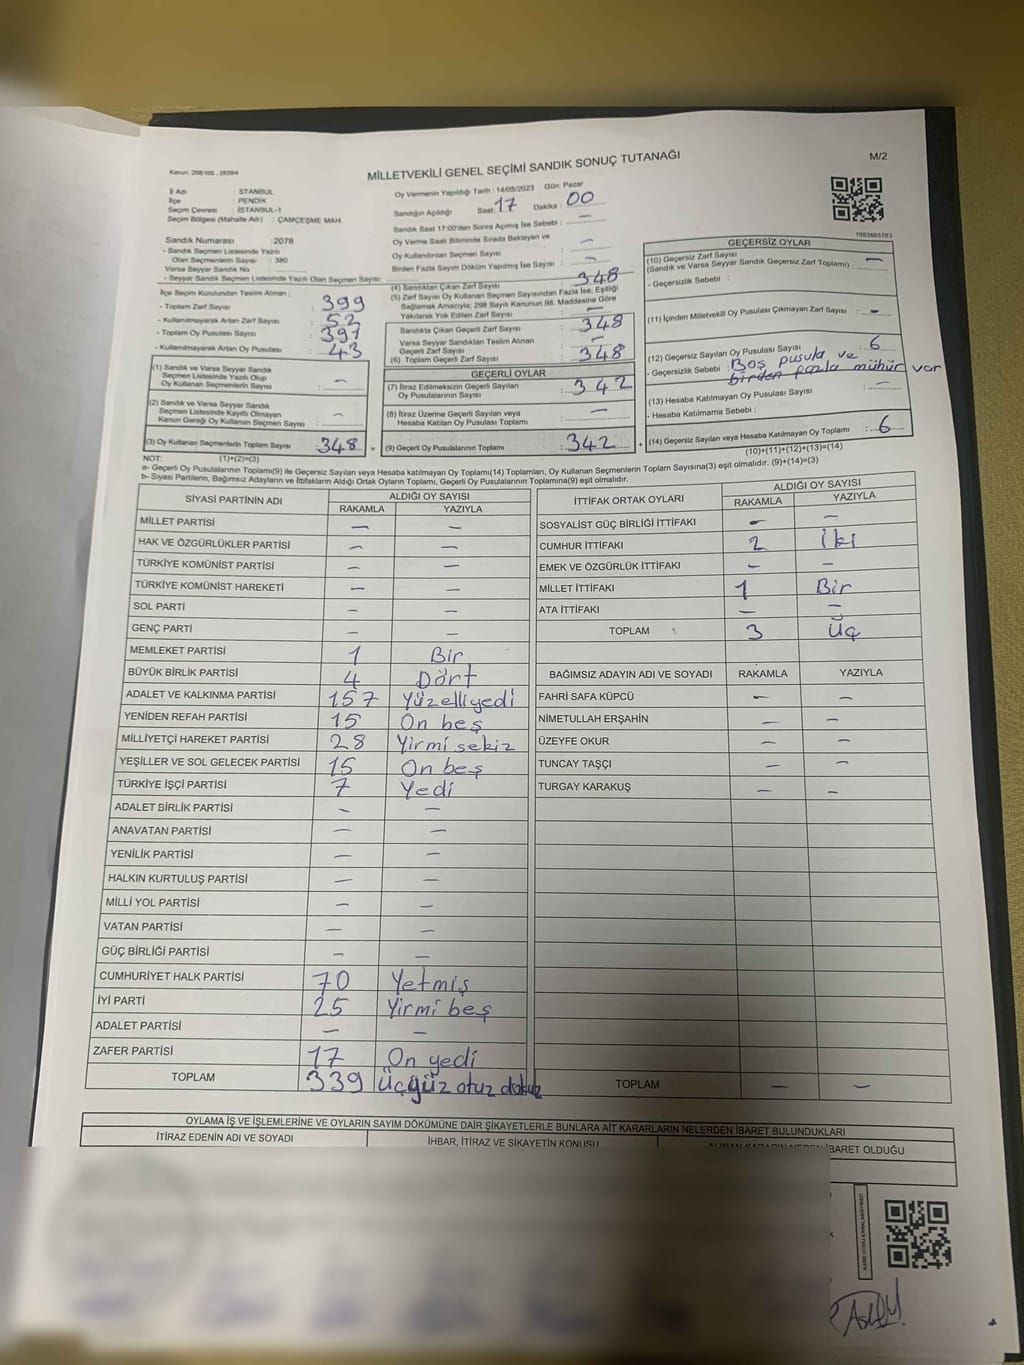 Kanun, 298/105 , 2839/4
MİLLETVEKİLİ GENEL SEÇİMİ SANDIK SONUÇ TUTANAĞI
M/2
İl Adı : İSTANBUL
İlçe : PENDİK
Seçim Çevresi : İSTANBUL-1
Seçim Bölgesi (Mahalle Adı) : ÇAMÇEŞME MAH.
Sandık Numarası :2078
- Sandık Seçmen Listesinde Yazılı
Olan Seçmenlerin Sayısı : 380
Varsa Seyyar Sandık No :
- Seyyar Sandık Seçmen Listesinde Yazılı Olan Seçmen Sayısı:
Oy Vermenin Yapıldığı Tarih : 14/05/2023 Gün: Pazar
Sandığın Açıldığı Saat: 17 Dakika : 00
Sandık Saat 17:00'den Sonra Açımış İse Sebebi : -
Oy Verme Saati Bitiminde Sırada Bekleyen ve
Oy Kullandırılan Seçmen Sayısı : -
Birden Fazla Sayım Döküm Yapılmış İse Sayısı : -
İlçe Seçim Kurulundan Teslim Alınan :
- Toplam Zarf Sayısı : 399
- Kullanılmayarak Artan Zarf Sayısı : 52
- Toplam Oy Pusulası Sayısı : 391
- Kullanılmayarak Artan Oy Pusulası : 43
(1) Sandık ve Varsa Seyyar Sandık
Seçmen Listesinde Yazılı Olup
Oy Kullanan Seçmenlerin Sayısı : -
(2) Sandık ve Varsa Seyyar Sandık
Seçmen Listesinde Kayıtlı Olmayan
Kanun Gereği Oy Kullanan Seçmen Sayısı : -
(3) Oy Kullanan Seçmenlerin Toplam Sayısı : 348 =
(4) Sandıktan Çıkan Zarf Sayısı : 348
(5) Zarf Sayısı Oy Kullanan Seçmen Sayısından Fazla İse, Eşitliği
Sağlamak Amacıyla; 298 Sayılı Kanunun 98. Maddesine Göre
Yakılarak Yok Edilen Zarf Sayısı : -
Sandıkta Çıkan Geçerli Zarf Sayısı : 348
Varsa Seyyar Sandıktan Teslim Alınan
Geçerli Zarf Sayısı : -
(6) Toplam Geçerli Zarf Sayısı : 348
GEÇERLİ OYLAR
(7) İtiraz Edilmeksizin Geçerli Sayılan
Oy Pusulalarının Sayısı : 342
(8) İtiraz Üzerine Geçerli Sayılan veya
Hesaba Katılan Oy Pusulası Toplamı : -
(9) Geçerli Oy Pusulalarının Toplamı : 342 +
1083665783
GEÇERSİZ OYLAR
(10) Geçersiz Zarf Sayısı
(Sandık ve Varsa Seyyar Sandık Geçersiz Zarf Toplamı) : -
- Geçersizlik Sebebi :
(11) İçinden Milletvekili Oy Pusulası Çıkmayan Zarf Sayısı : -
(12) Geçersiz Sayılan Oy Pusulası Sayısı : 6
- Geçersizlik Sebebi : Boş pusula ve
birden fazla mühür var
(13) Hesaba Katılmayan Oy Pusulası Sayısı : -
- Hesaba Katılmama Sebebi :
(14) Geçersiz Sayılan veya Hesaba Katılmayan Oy Toplamı : 6
NOT: (1)+(2)=(3)
(10)+(11)+(12)+(13)=(14)
a- Geçerli Oy Pusulalarının Toplamı(9) ile Geçersiz Sayılan veya Hesaba katılmayan Oy Toplamı(14) Toplamları, Oy Kullanan Seçmenlerin Toplam Sayısına(3) eşit olmalıdır. (9)+(14)=(3)
b- Siyasi Partilerin, Bağımsız Adayların ve İttifakların Aldığı Ortak Oyların Toplamı, Geçerli Oy Pusulalarının Toplamına(9) eşit olmalıdır.
SİYASİ PARTİNİN ADI ALDIĞI OY SAYISI
RAKAMLA YAZIYLA
MİLLET PARTİSİ - -
HAK VE ÖZGÜRLÜKLER PARTİSİ - -
TÜRKİYE KOMÜNİST PARTİSİ - -
TÜRKİYE KOMÜNİST HAREKETİ - -
SOL PARTİ - -
GENÇ PARTİ - -
MEMLEKET PARTİSİ 1 Bir
BÜYÜK BİRLİK PARTİSİ 4 Dört
ADALET VE KALKINMA PARTİSİ 157 Yüzelliyedi
YENİDEN REFAH PARTİSİ 15 On beş
MİLLİYETÇİ HAREKET PARTİSİ 28 Yirmi sekiz
YEŞİLLER VE SOL GELECEK PARTİSİ 15 On beş
TÜRKİYE İŞÇİ PARTİSİ 7 Yedi
ADALET BİRLİK PARTİSİ - -
ANAVATAN PARTİSİ - -
YENİLİK PARTİSİ - -
HALKIN KURTULUŞ PARTİSİ - -
MİLLİ YOL PARTİSİ - -
VATAN PARTİSİ - -
GÜÇ BİRLİĞİ PARTİSİ - -
CUMHURİYET HALK PARTİSİ 70 Yetmiş
İYİ PARTİ 25 Yirmi beş
ADALET PARTİSİ - -
ZAFER PARTİSİ 17 On yedi
TOPLAM 339 üçyüz otuz dokuz
İTTİFAK ORTAK OYLARI ALDIĞI OY SAYISI
RAKAMLA YAZIYLA
SOSYALİST GÜÇ BİRLİĞİ İTTİFAKI - -
CUMHUR İTTİFAKI 2 İki
EMEK VE ÖZGÜRLÜK İTTİFAKI - -
MİLLET İTTİFAKI 1 Bir
ATA İTTİFAKI - -
TOPLAM 3 Üç
BAĞIMSIZ ADAYIN ADI VE SOYADI RAKAMLA YAZIYLA
FAHRİ SAFA KÜPCÜ - -
NİMETULLAH ERŞAHİN - -
ÜZEYFE OKUR - -
TUNCAY TAŞÇI - -
TURGAY KARAKUŞ - -
TOPLAM - -
OYLAMA İŞ VE İŞLEMLERİNE VE OYLARIN SAYIM DÖKÜMÜNE DAİR ŞİKAYETLERLE BUNLARA AİT KARARLARIN NELERDEN İBARET BULUNDUKLARI
İTİRAZ EDENİN ADI VE SOYADI İHBAR, İTİRAZ VE ŞİKAYETİN KONUSU ALINAN KARARIN NEDEN İBARET OLDUĞU
KARE KODU KARALAMAYINIZ